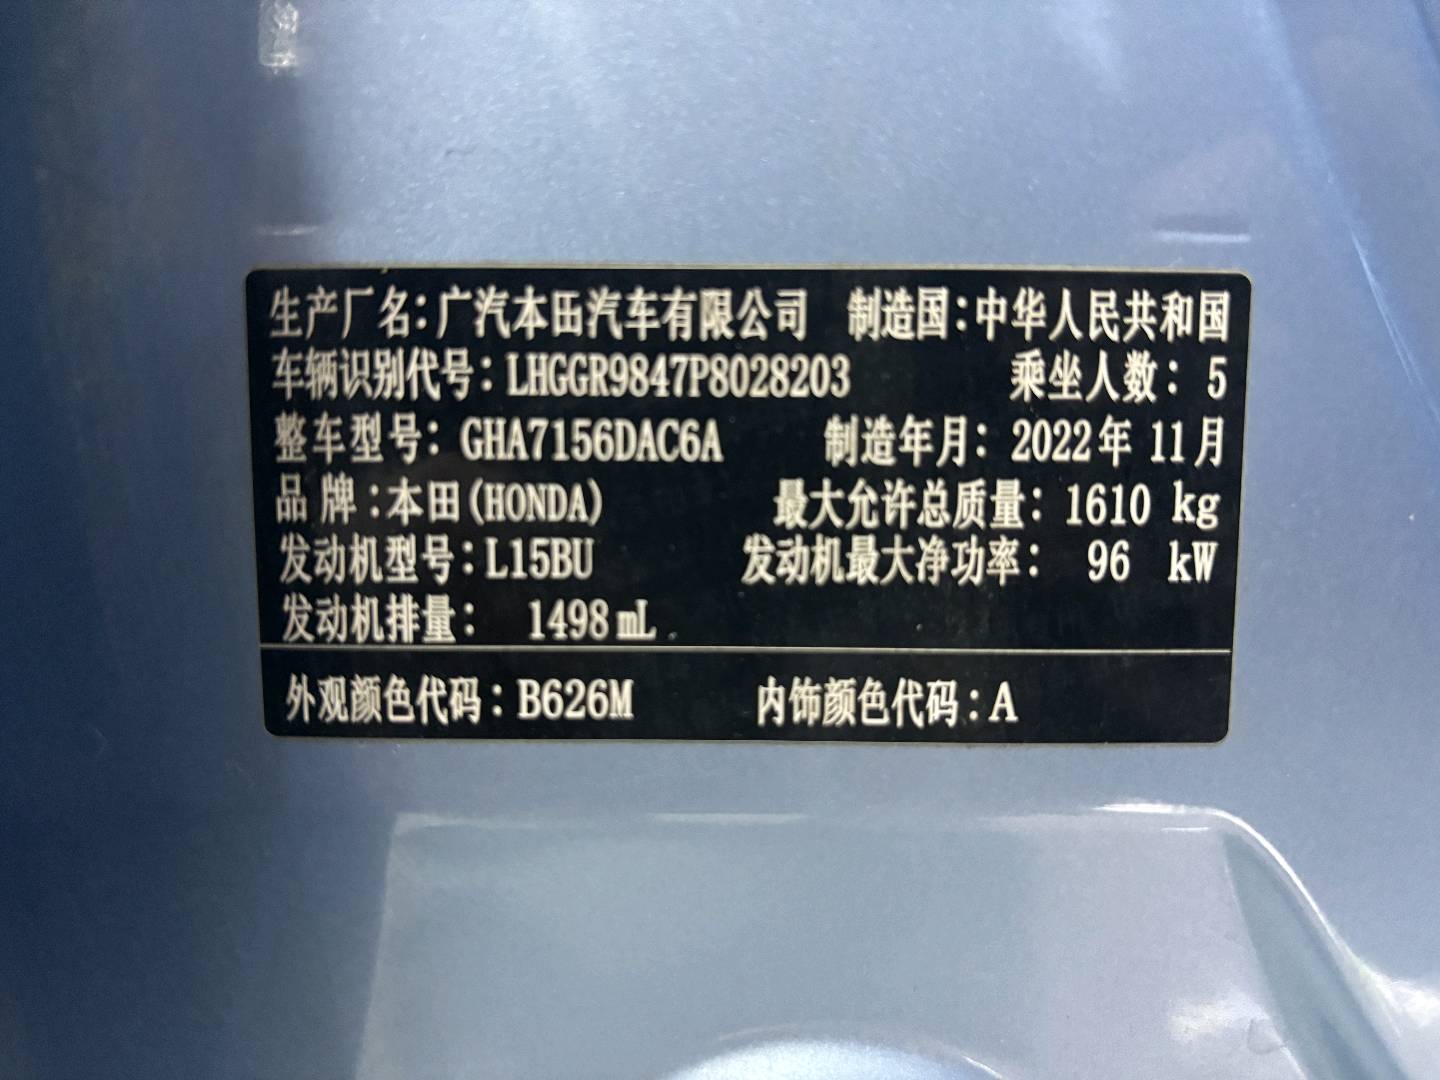 生产厂名：广汽本田汽车有限公司 制造国：中华人民共和国
车辆识别代号：LHGGR9847P8028203 乘坐人数：5
整车型号：GHA7156DAC6A 制造年月：2022年11月
品牌：本田(HONDA) 最大允许总质量：1610 kg
发动机型号：L15BU 发动机最大净功率：96 kW
发动机排量：1498 mL
外观颜色代码：B626M 内饰颜色代码：A